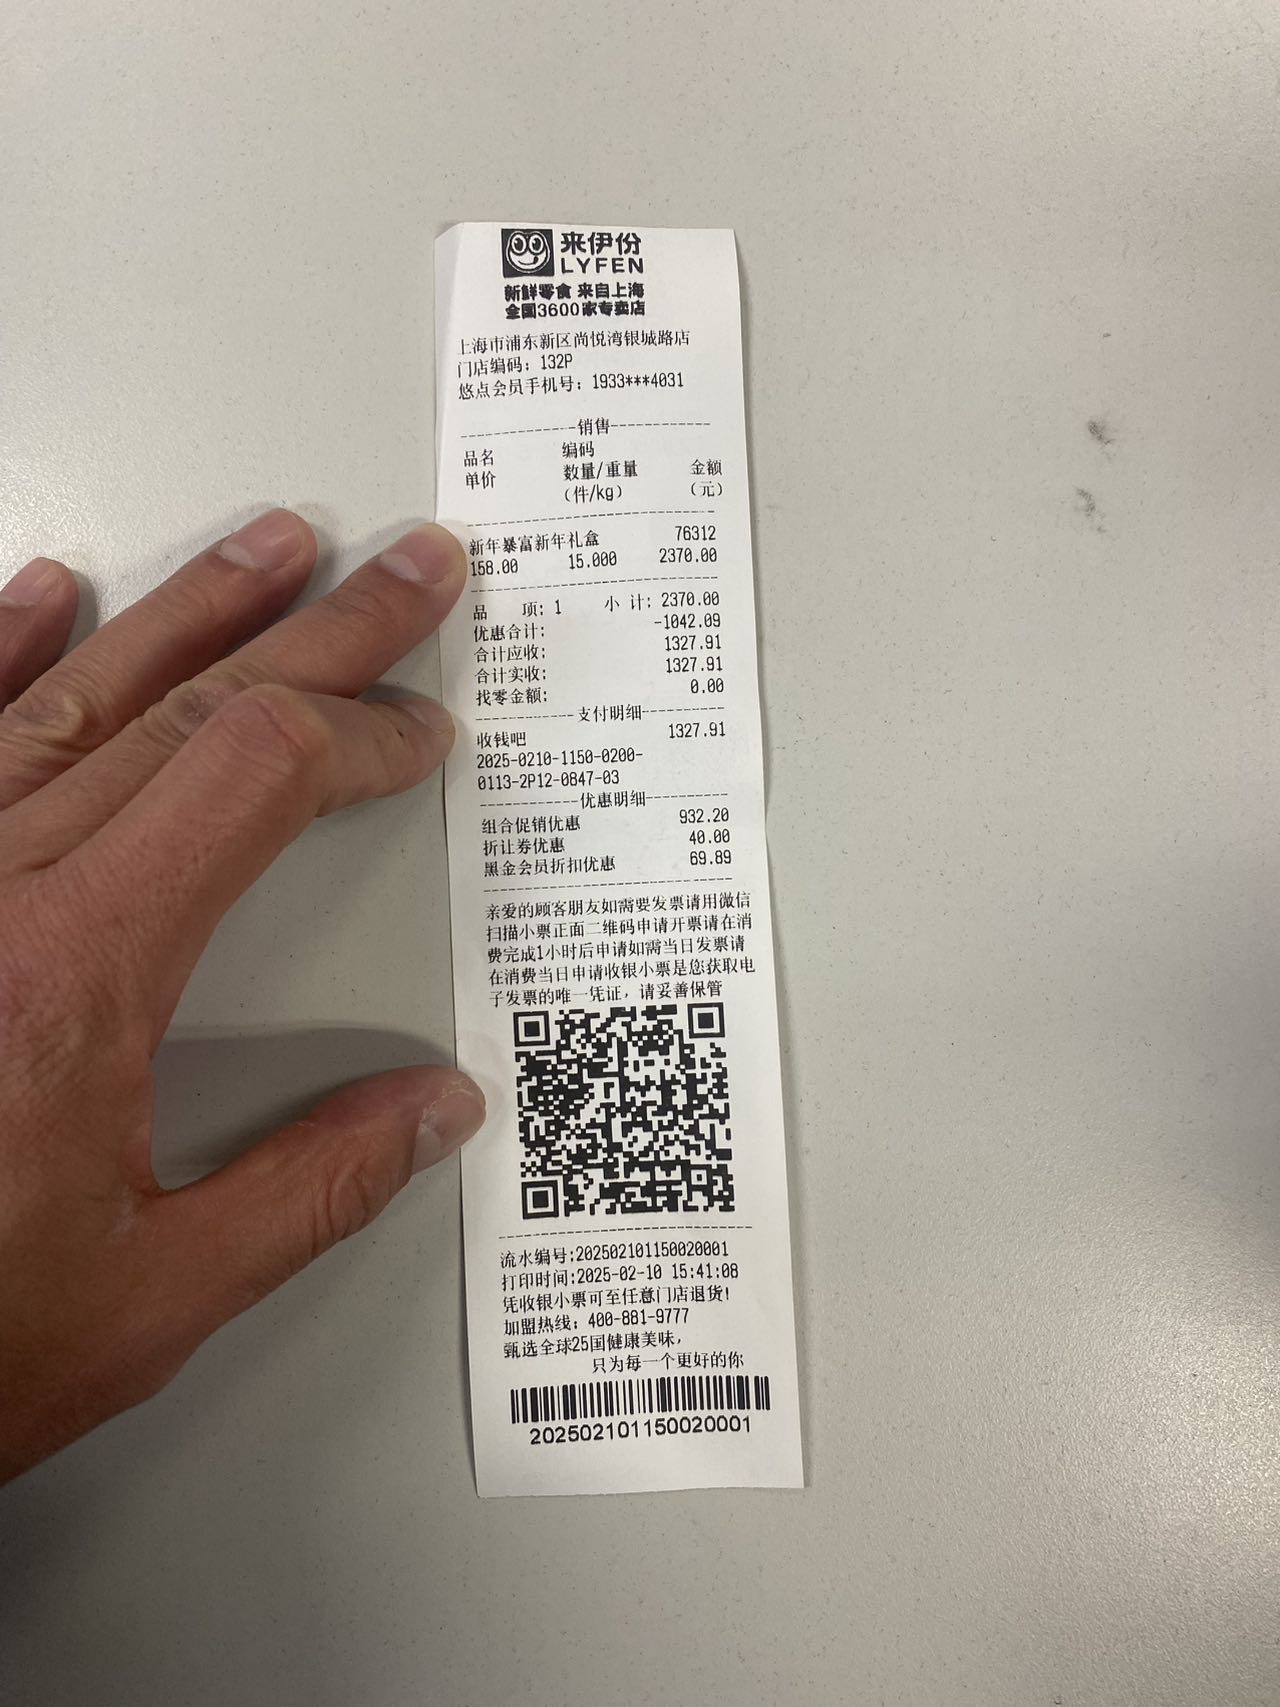 来伊份
LYFEN
新鲜零食 来自上海
全国3600家专卖店
上海市浦东新区尚悦湾银城路店
门店编码：132P
悠点会员手机号：1933***4031
-----------销售-----------
品名 编码
单价 数量/重量 金额
（件/kg） （元）
新年暴富新年礼盒 76312
158.00 15.000 2370.00
品 项：1 小 计：2370.00
优惠合计： -1042.09
合计应收： 1327.91
合计实收： 1327.91
找零金额： 0.00
----------支付明细---------
收钱吧 1327.91
2025-0210-1150-0200-
0113-2P12-0847-03
----------优惠明细---------
组合促销优惠 932.20
折让券优惠 40.00
黑金会员折扣优惠 69.89
亲爱的顾客朋友如需要发票请用微信
扫描小票正面二维码申请开票请在消
费完成1小时后申请如需当日发票请
在消费当日申请收银小票是您获取电
子发票的唯一凭证，请妥善保管
流水编号:202502101150020001
打印时间:2025-02-10 15:41:08
凭收银小票可至任意门店退货!
加盟热线：400-881-9777
甄选全球25国健康美味，
只为每一个更好的你
202502101150020001